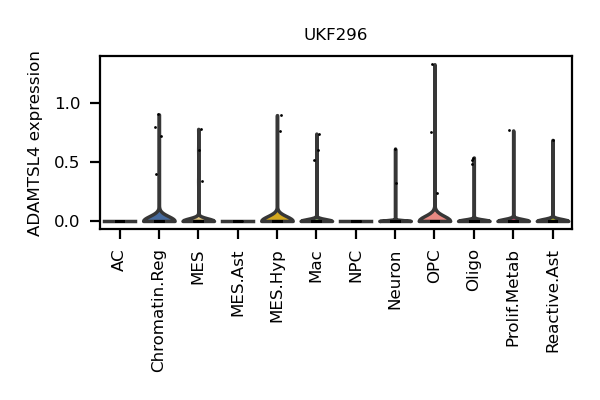 UKF296
ADAMTSL4 expression
1.0
0.5
0.0
AC
Chromatin.Reg
MES
MES.Ast
MES.Hyp
Mac
NPC
Neuron
OPC
Oligo
Prolif.Metab
Reactive.Ast